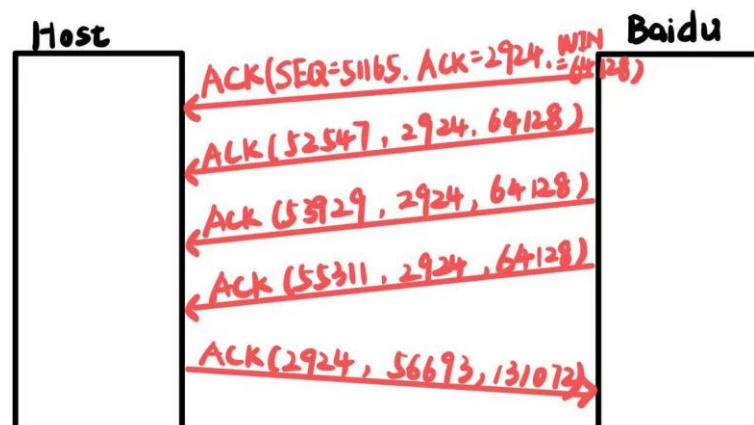 Host
Baidu
ACK(SEQ=51165. ACK=2924. WIN=64128)
ACK(52547, 2924, 64128)
ACK(53929, 2924, 64128)
ACK(55311, 2924, 64128)
ACK(2924, 56693, 131072)